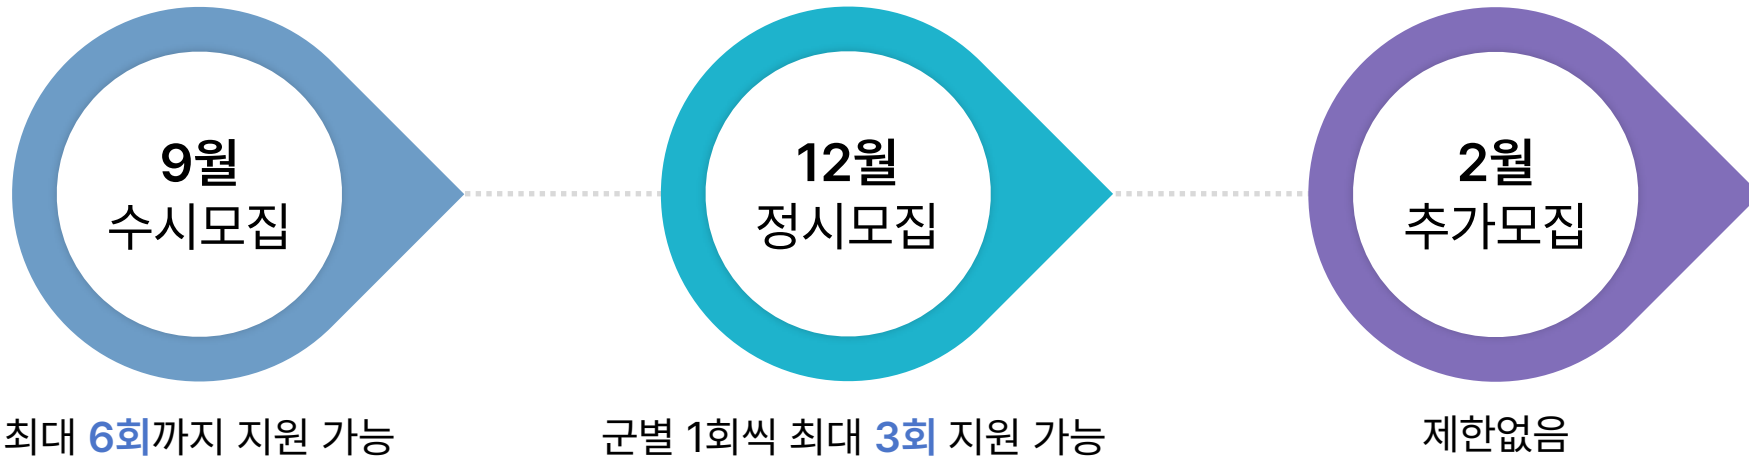 9월
수시모집
최대 6회까지 지원 가능
12월
정시모집
군별 1회씩 최대 3회 지원 가능
2월
추가모집
제한없음